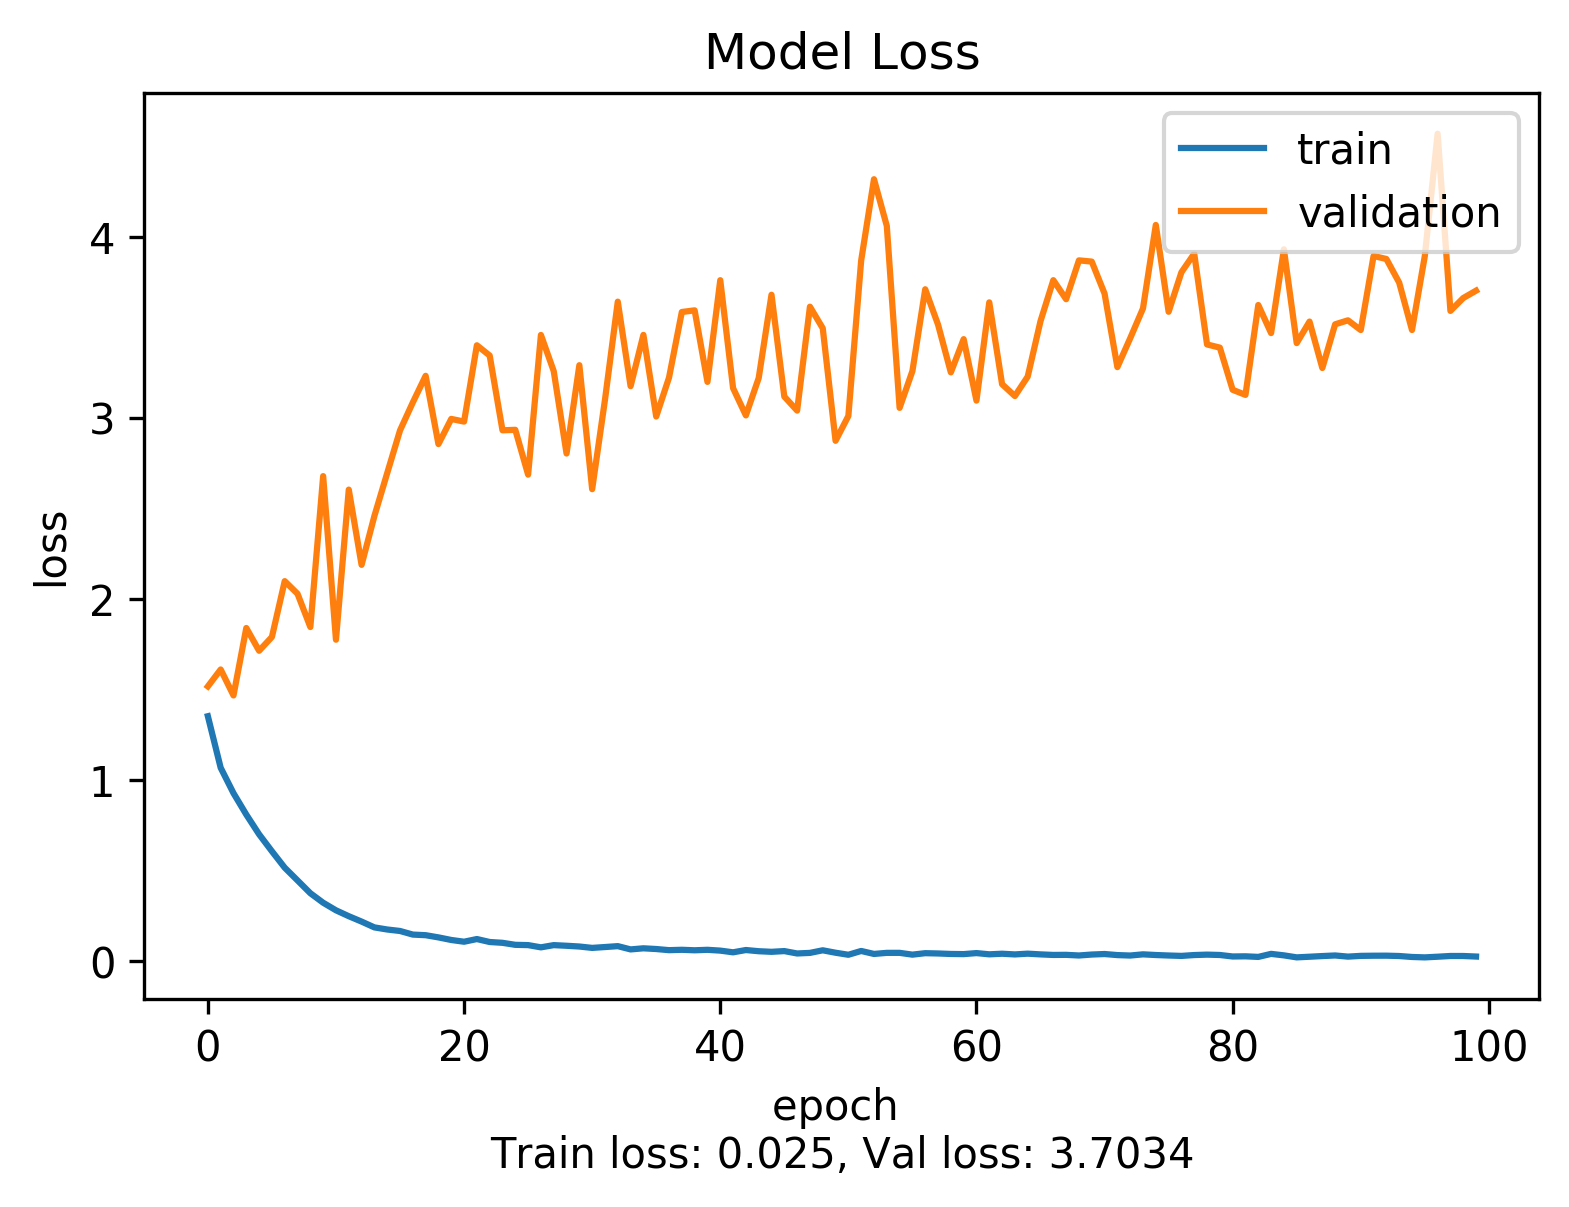 Model Loss
train
validation
4
3
2
1
0
loss
0 20 40 60 80 100
epoch
Train loss: 0.025, Val loss: 3.7034